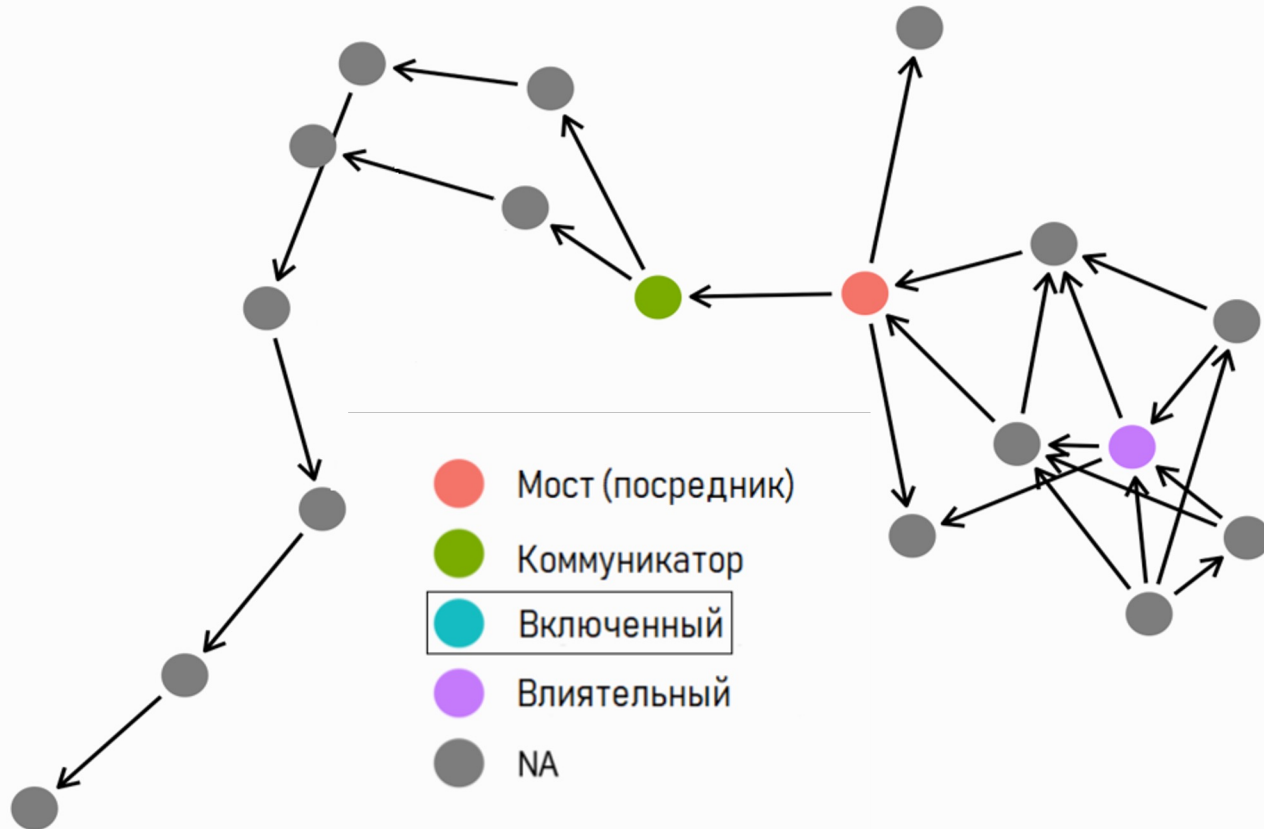 Мост (посредник)
Коммуникатор
Включенный
Влиятельный
NA